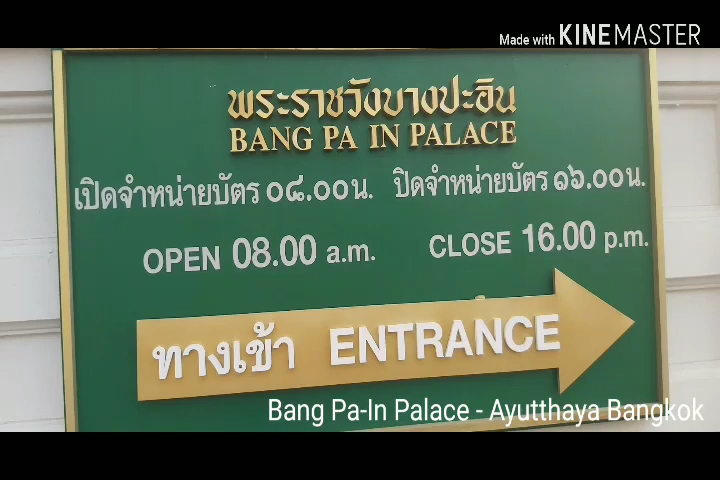 Made with KINEMASTER
พระราชวังบางปะอิน
BANG PA IN PALACE
เปิดจำหน่ายบัตร ๐๘.๐๐น. ปิดจำหน่ายบัตร ๑๖.๐๐น.
OPEN 08.00 a.m. CLOSE 16.00 p.m.
ทางเข้า ENTRANCE
Bang Pa-In Palace - Ayutthaya Bangkok